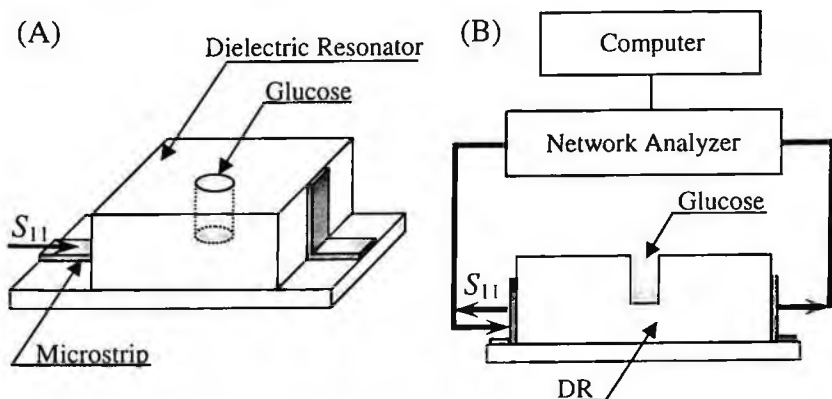 (A)
Dielectric Resonator
Glucose
S11
Microstrip
(B)
Computer
Network Analyzer
Glucose
S11
DR